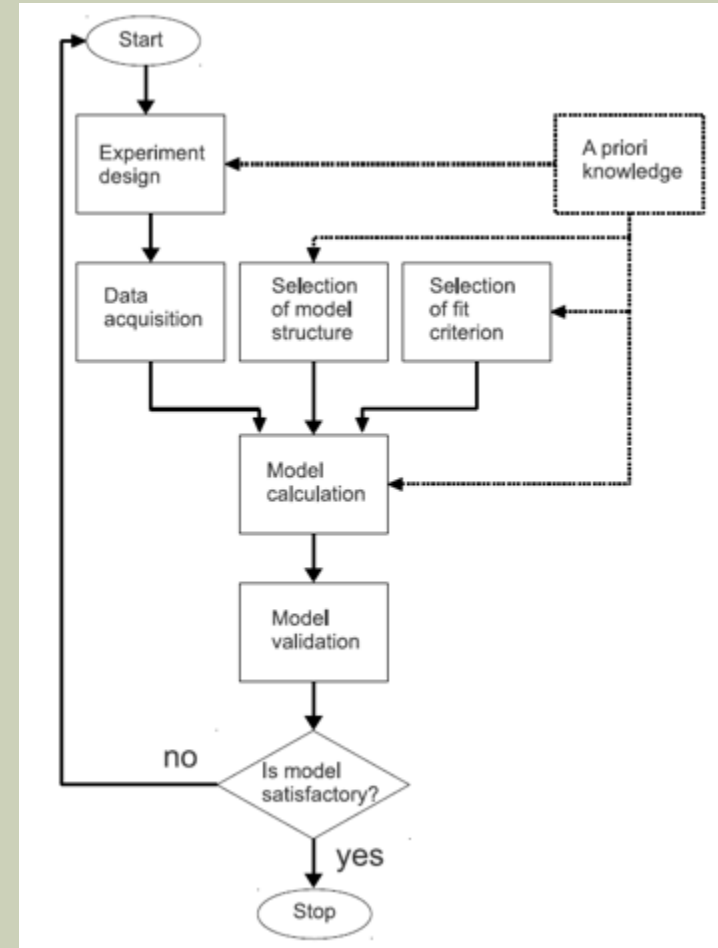 Start
Experiment
design
A priori
knowledge
Data
acquisition
Selection
of model
structure
Selection
of fit
criterion
Model
calculation
Model
validation
no
Is model
satisfactory?
yes
Stop